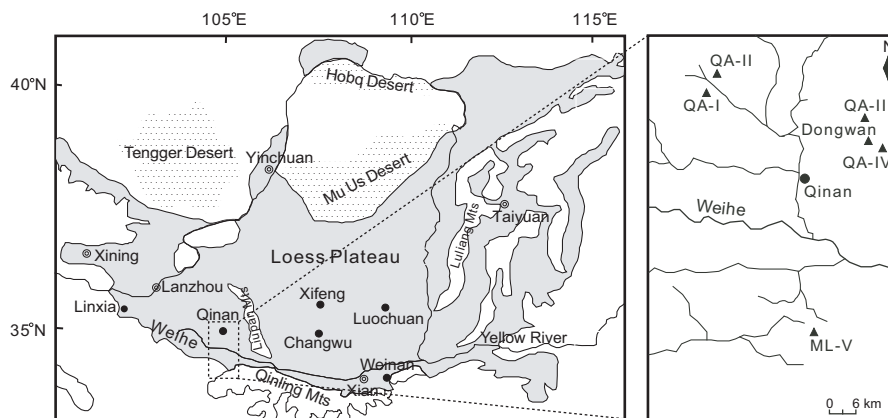 105°E
110°E
115°E
40°N
35°N
Hobq Desert
Tengger Desert
Yinchuan
Mu Us Desert
Taiyuan
Luliang Mts
Xining
Loess Plateau
Lanzhou
Linxia
Qinan
Liupan Mts
Xifeng
Luochuan
Weihe
Changwu
Yellow River
Weinan
Xian
Qinling Mts
N
QA-II
QA-I
QA-II
Dongwan
QA-IV
Qinan
Weihe
ML-V
0 6 km